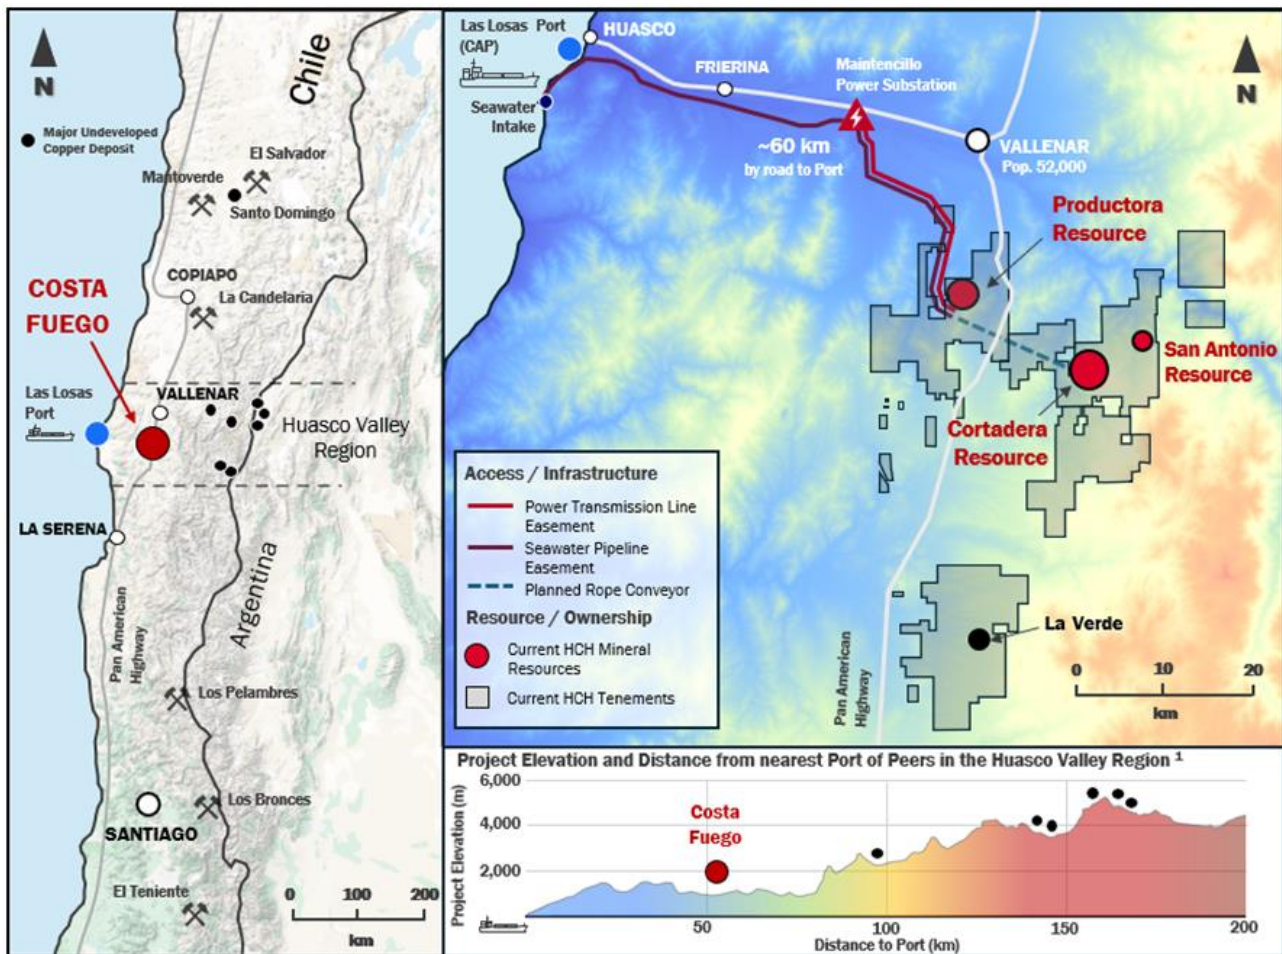 N
Major Undeveloped
Copper Deposit
Chile
El Salvador
Mantoverde
Santo Domingo
COPIAPO
La Candelaria
COSTA
FUEGO
Las Losas
Port
VALLENAR
Huasco Valley
Region
LA SERENA
Pan American
Highway
Argentina
Los Pelambres
Los Bronces
SANTIAGO
El Teniente
0 100 200
km
Las Losas Port
(CAP)
HUASCO
FRIERINA
Maintencillo
Power Substation
N
Seawater
Intake
~60 km
by road to Port
VALLENAR
Pop. 52,000
Productora
Resource
San Antonio
Resource
Cortadera
Resource
Access / Infrastructure
Power Transmission Line
Easement
Seawater Pipeline
Easement
Planned Rope Conveyor
Resource / Ownership
Current HCH Mineral
Resources
Current HCH Tenements
La Verde
Pan American
Highway
0 10 20
km
Project Elevation and Distance from nearest Port of Peers in the Huasco Valley Region 1
Project Elevation (m)
6,000
4,000
2,000
Costa
Fuego
50 100 150 200
Distance to Port (km)